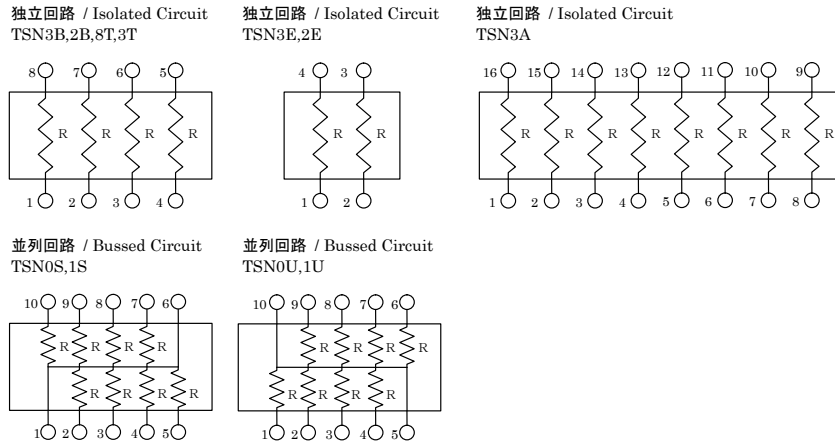 独立回路 / Isolated Circuit
TSN3B,2B,8T,3T
8 7 6 5
R R R R
1 2 3 4
独立回路 / Isolated Circuit
TSN3E,2E
4 3
R R
1 2
独立回路 / Isolated Circuit
TSN3A
16 15 14 13 12 11 10 9
R R R R R R R R
1 2 3 4 5 6 7 8
並列回路 / Bussed Circuit
TSN0S,1S
10 9 8 7 6
R R R R
R R R R
1 2 3 4 5
並列回路 / Bussed Circuit
TSN0U,1U
10 9 8 7 6
R R R R
R R R R
1 2 3 4 5